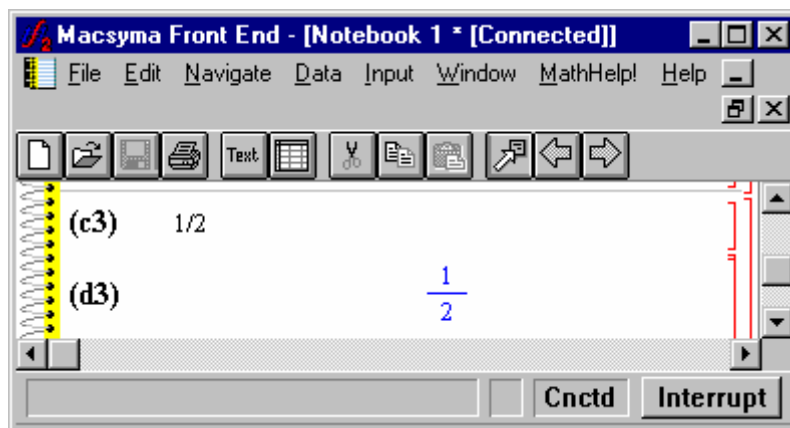 Macsyma Front End - [Notebook 1 * [Connected]]
File Edit Navigate Data Input Window MathHelp! Help
Text
(c3) 1/2
(d3) 1
2
Cnctd Interrupt